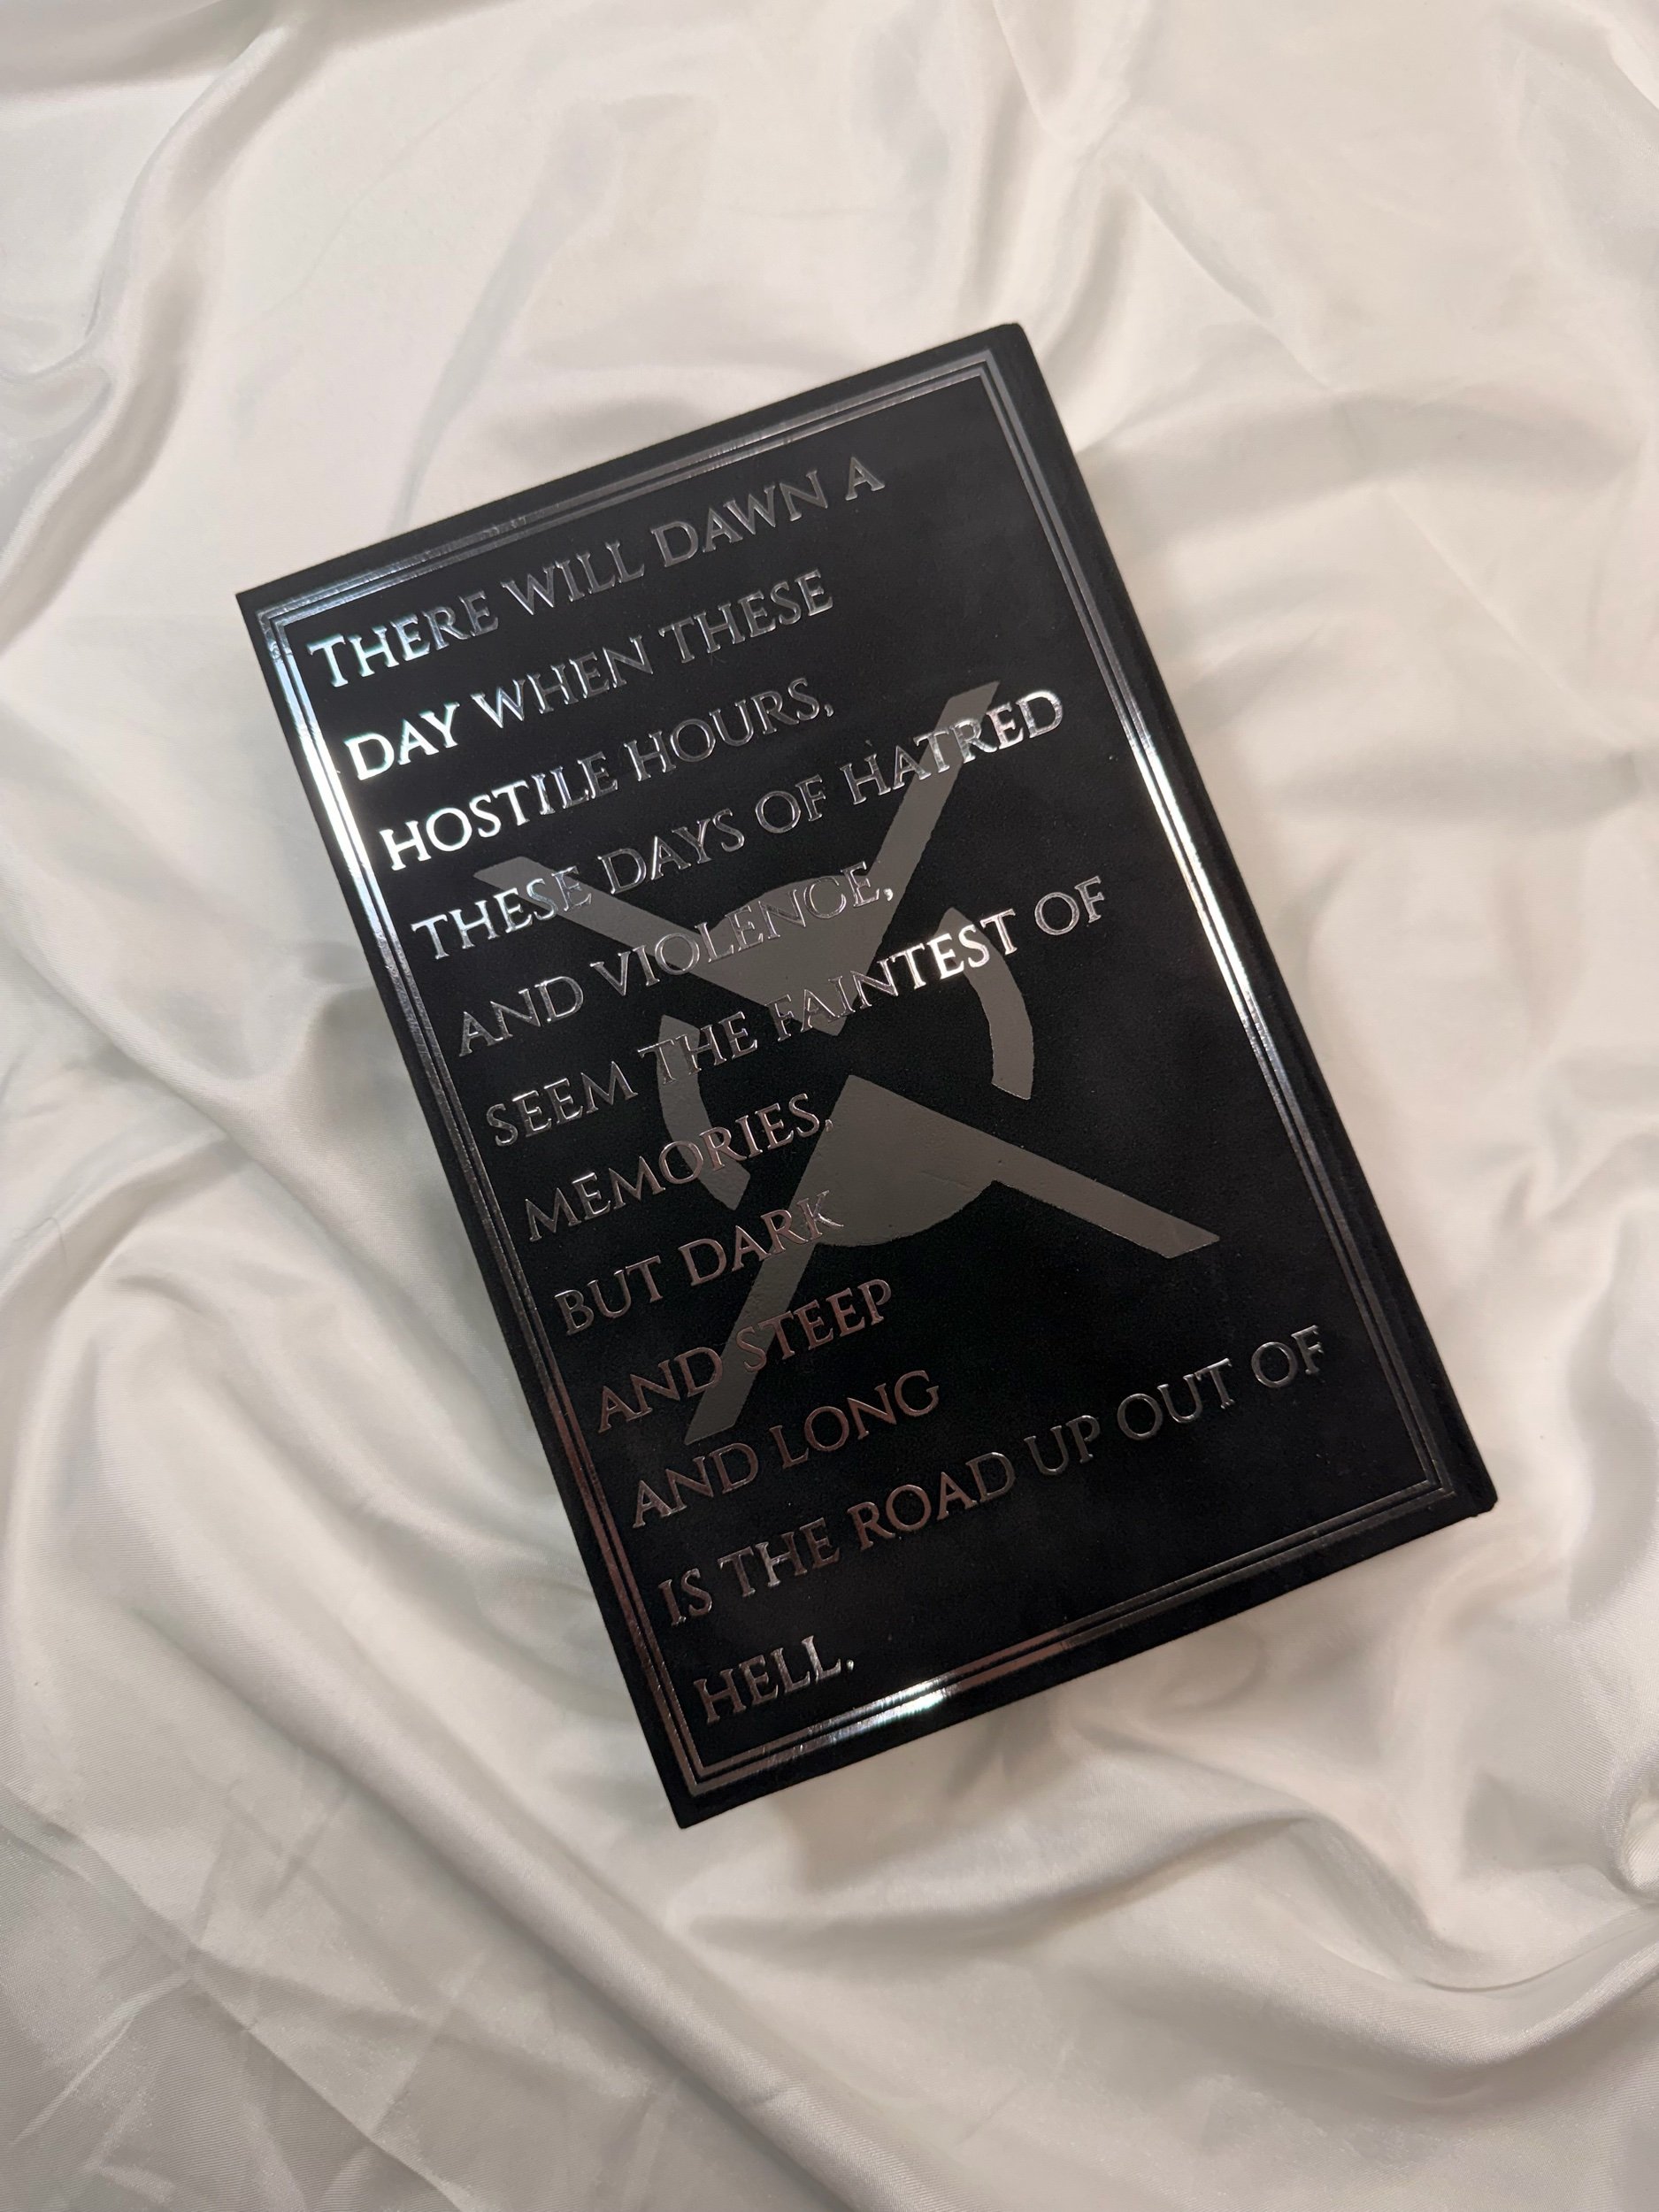 THERE WILL DAWN A
DAY WHEN THESE
HOSTILE HOURS,
THESE DAYS OF HATRED
AND VIOLENCE,
SEEM THE FAINTEST OF
MEMORIES,
BUT DARK
AND STEEP
AND LONG
IS THE ROAD UP OUT OF
HELL.